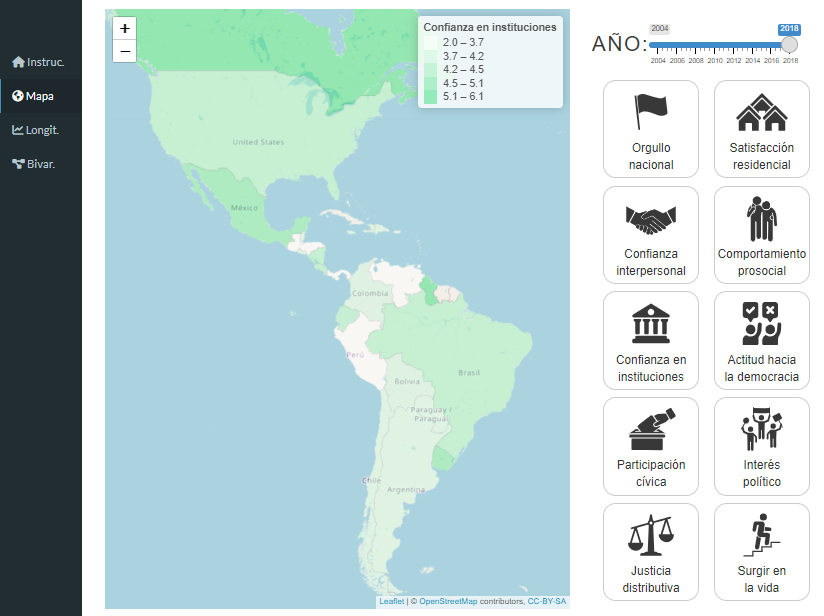 Instruc.
Mapa
Longit.
Bivar.
+
−
Confianza en instituciones
2.0 – 3.7
3.7 – 4.2
4.2 – 4.5
4.5 – 5.1
5.1 – 6.1
United States
México
Colombia
Perú
Brasil
Bolivia
Paraguay /
Paraguái
Chile
Argentina
Leaflet | © OpenStreetMap contributors, CC-BY-SA
AÑO:
2004
2018
2004 2006 2008 2010 2012 2014 2016 2018
Orgullo
nacional
Satisfacción
residencial
Confianza
interpersonal
Comportamiento
prosocial
Confianza en
instituciones
Actitud hacia
la democracia
Participación
cívica
Interés
político
Justicia
distributiva
Surgir en
la vida